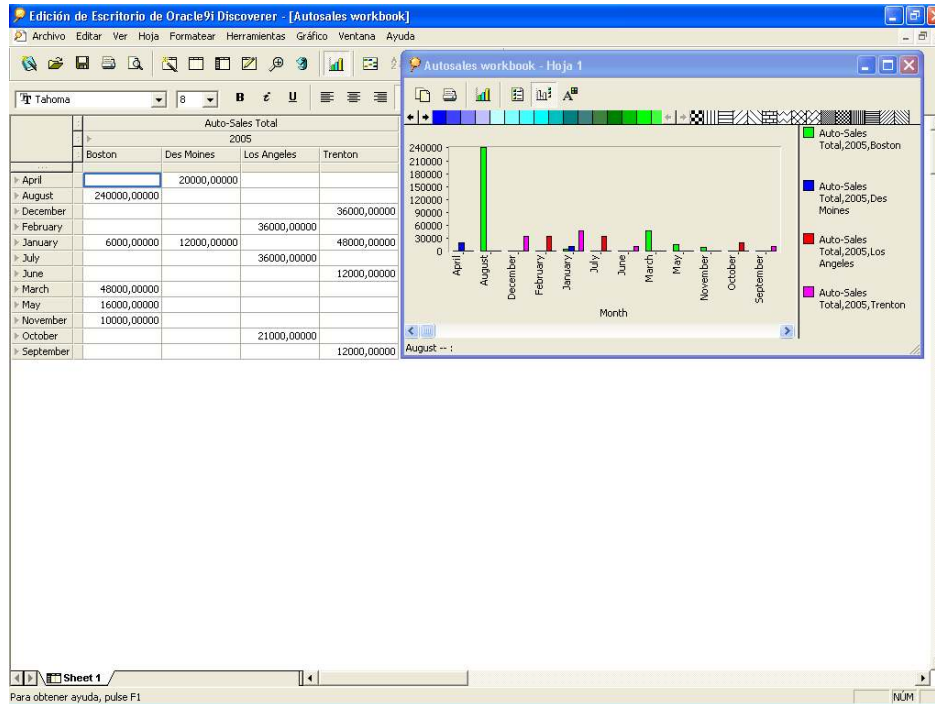 Edición de Escritorio de Oracle9i Discoverer - [Autosales workbook]
Archivo Editar Ver Hoja Formatear Herramientas Gráfico Ventana Ayuda
Tahoma 8 B i U
Auto-Sales Total
2005
Boston Des Moines Los Angeles Trenton
April 20000,00000
August 240000,00000
December 36000,00000
February 36000,00000
January 6000,00000 12000,00000 48000,00000
July 36000,00000
June 12000,00000
March 48000,00000
May 16000,00000
November 10000,00000
October 21000,00000
September 12000,00000
Autosales workbook - Hoja 1
240000
210000
180000
150000
120000
90000
60000
30000
0
April August December February January July June March May November October September
Month
Auto-Sales
Total,2005,Boston
Auto-Sales
Total,2005,Des
Moines
Auto-Sales
Total,2005,Los
Angeles
Auto-Sales
Total,2005,Trenton
August -- :
Sheet 1
Para obtener ayuda, pulse F1
NÚM